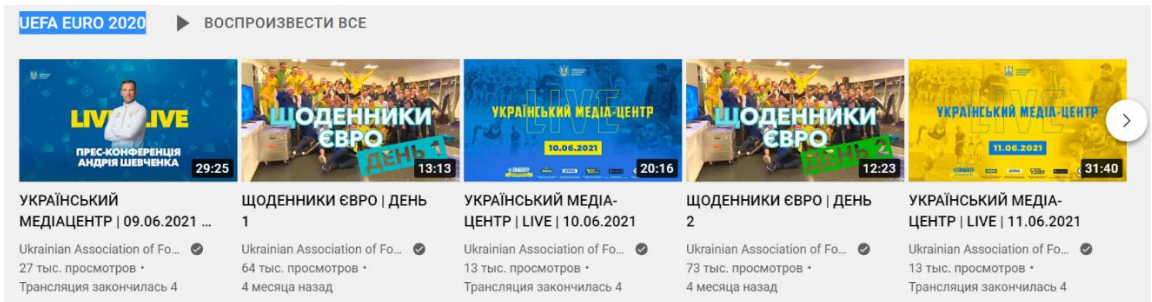 UEFA EURO 2020 ВОСПРОИЗВЕСТИ ВСЕ
LIVE LIVE
ПРЕС-КОНФЕРЕНЦІЯ
АНДРІЯ ШЕВЧЕНКА
29:25
ЩОДЕННИКИ
ЄВРО
ДЕНЬ 1
13:13
LIVE
УКРАЇНСЬКИЙ МЕДІА-ЦЕНТР
10.06.2021
20:16
ЩОДЕННИКИ
ЄВРО
ДЕНЬ 2
12:23
LIVE
УКРАЇНСЬКИЙ МЕДІА-ЦЕНТР
11.06.2021
31:40
УКРАЇНСЬКИЙ
МЕДІАЦЕНТР | 09.06.2021 ...
Ukrainian Association of Fo...
27 тыс. просмотров •
Трансляция закончилась 4
ЩОДЕННИКИ ЄВРО | ДЕНЬ
1
Ukrainian Association of Fo...
64 тыс. просмотров •
4 месяца назад
УКРАЇНСЬКИЙ МЕДІА-
ЦЕНТР | LIVE | 10.06.2021
Ukrainian Association of Fo...
13 тыс. просмотров •
Трансляция закончилась 4
ЩОДЕННИКИ ЄВРО | ДЕНЬ
2
Ukrainian Association of Fo...
73 тыс. просмотров •
4 месяца назад
УКРАЇНСЬКИЙ МЕДІА-
ЦЕНТР | LIVE | 11.06.2021
Ukrainian Association of Fo...
13 тыс. просмотров •
Трансляция закончилась 4